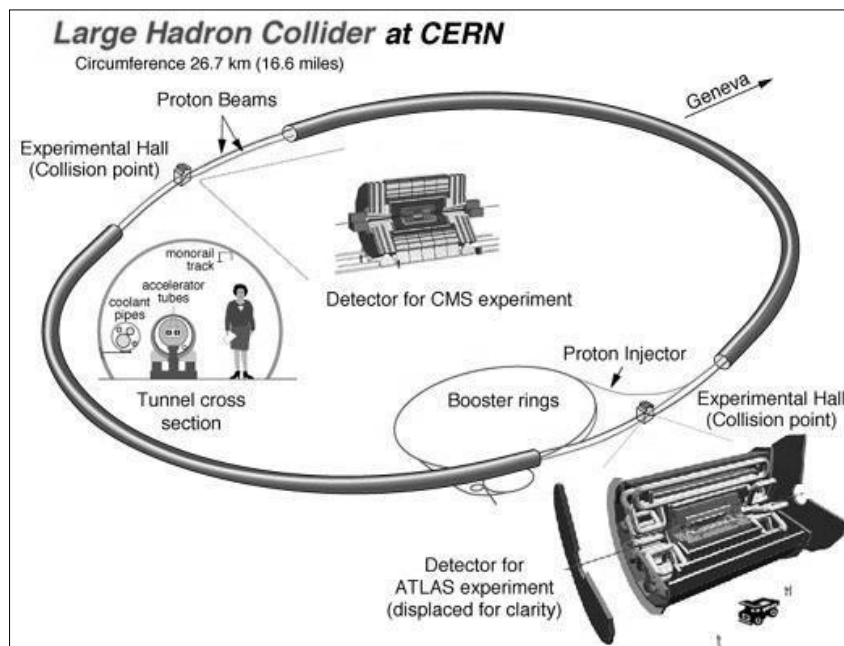 Large Hadron Collider at CERN
Circumference 26.7 km (16.6 miles)
Proton Beams
Geneva
Experimental Hall
(Collision point)
monorail
track
accelerator
tubes
coolant
pipes
Detector for CMS experiment
Tunnel cross
section
Proton Injector
Booster rings
Experimental Hall
(Collision point)
Detector for
ATLAS experiment
(displaced for clarity)